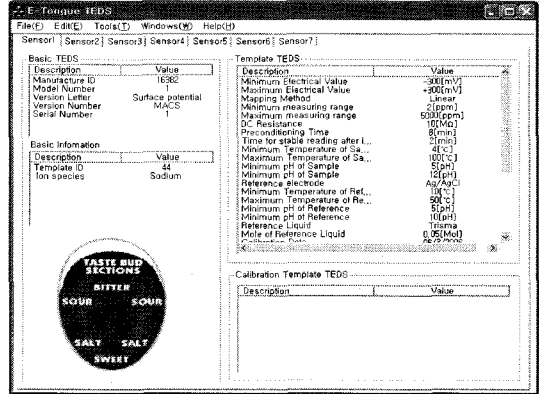 E-Tongue TEDS
File(F) Edit(E) Tools(T) Windows(W) Help(H)
Sensor1 Sensor2 Sensor3 Sensor4 Sensor5 Sensor6 Sensor7
Basic TEDS
Description Value
Manufacture ID 16382
Model Number
Version Letter Surface potential
Version Number MACS
Serial Number 1
Basic Infomation
Description Value
Template ID 44
Ion species Sodium
TASTE BUD
SECTIONS
BITTER
SOUR SOUR
SALT SALT
SWEET
Template TEDS
Description Value
Minimum Electrical Value -300[mV]
Maximum Electrical Value +300[mV]
Mapping Method Linear
Minimum measuring range 2[ppm]
Maximum measuring range 5000[ppm]
DC Resistance 10[MΩ]
Preconditioning Time 8[min]
Time for stable reading after i... 2[min]
Minimum Temperature of Sa... 4[℃]
Maximum Temperature of Sa... 100[℃]
Minimum pH of Sample 5[pH]
Minimum pH of Sample 12[pH]
Reference electrode Ag/AgCl
Minimum Temperature of Ref... 10[℃]
Maximum Temperature of Re... 50[℃]
Minimum pH of Reference 5[pH]
Minimum pH of Reference 10[pH]
Reference Liquid Trisma
Mole of Reference Liquid 0.05[Mol]
Calibration Date
Calibration Template TEDS
Description Value